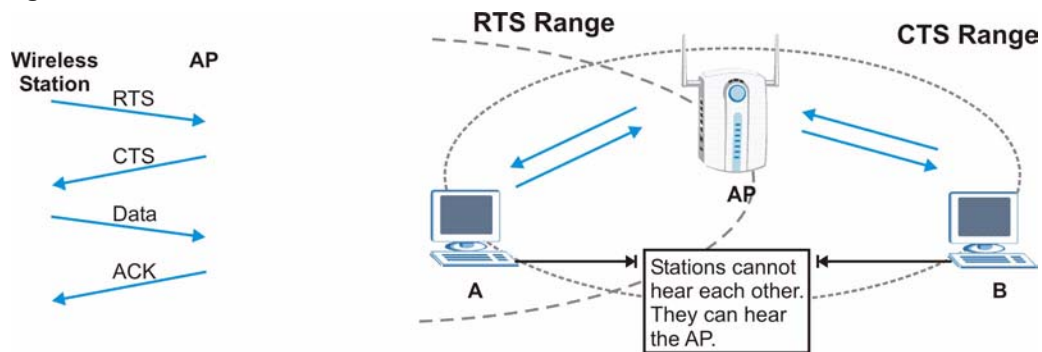 Wireless
Station
AP
RTS
CTS
Data
ACK
RTS Range
CTS Range
AP
A
B
Stations cannot
hear each other.
They can hear
the AP.